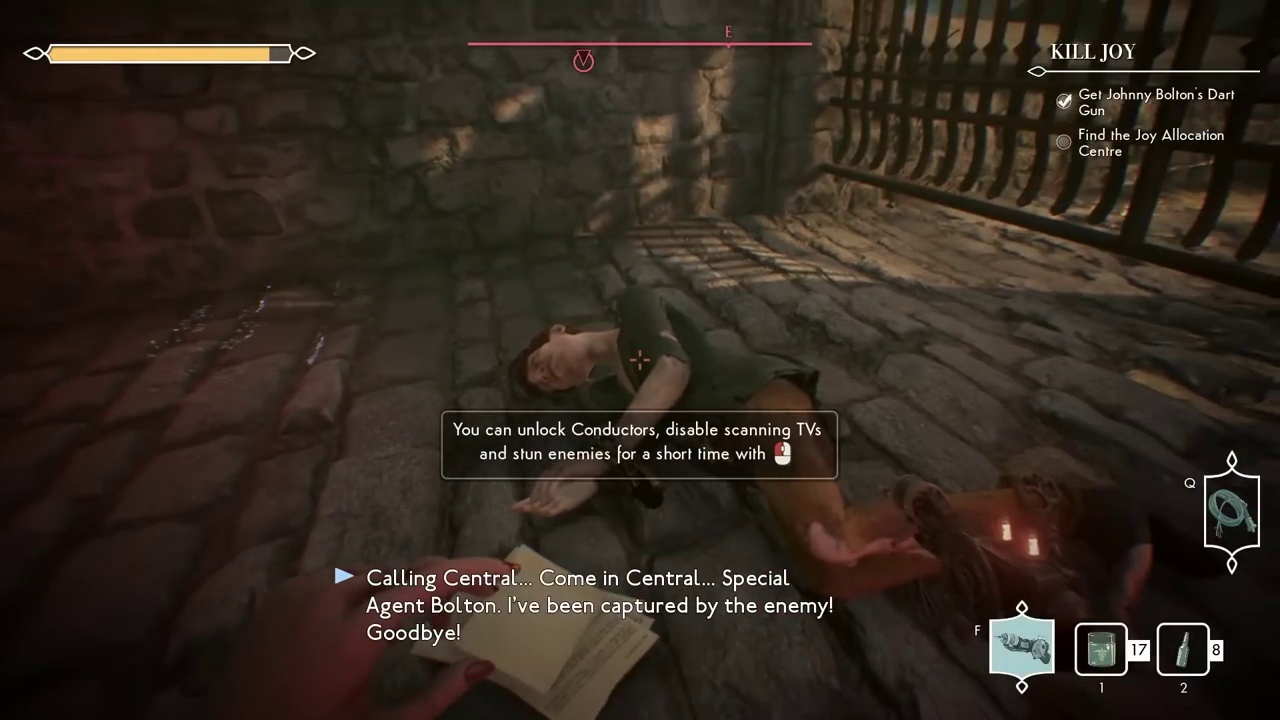 E
KILL JOY
Get Johnny Bolton's Dart
Gun
Find the Joy Allocation
Centre
You can unlock Conductors, disable scanning TVs
and stun enemies for a short time with
Q
Calling Central... Come in Central... Special
Agent Bolton. I've been captured by the enemy!
Goodbye!
F
17
8
1
2